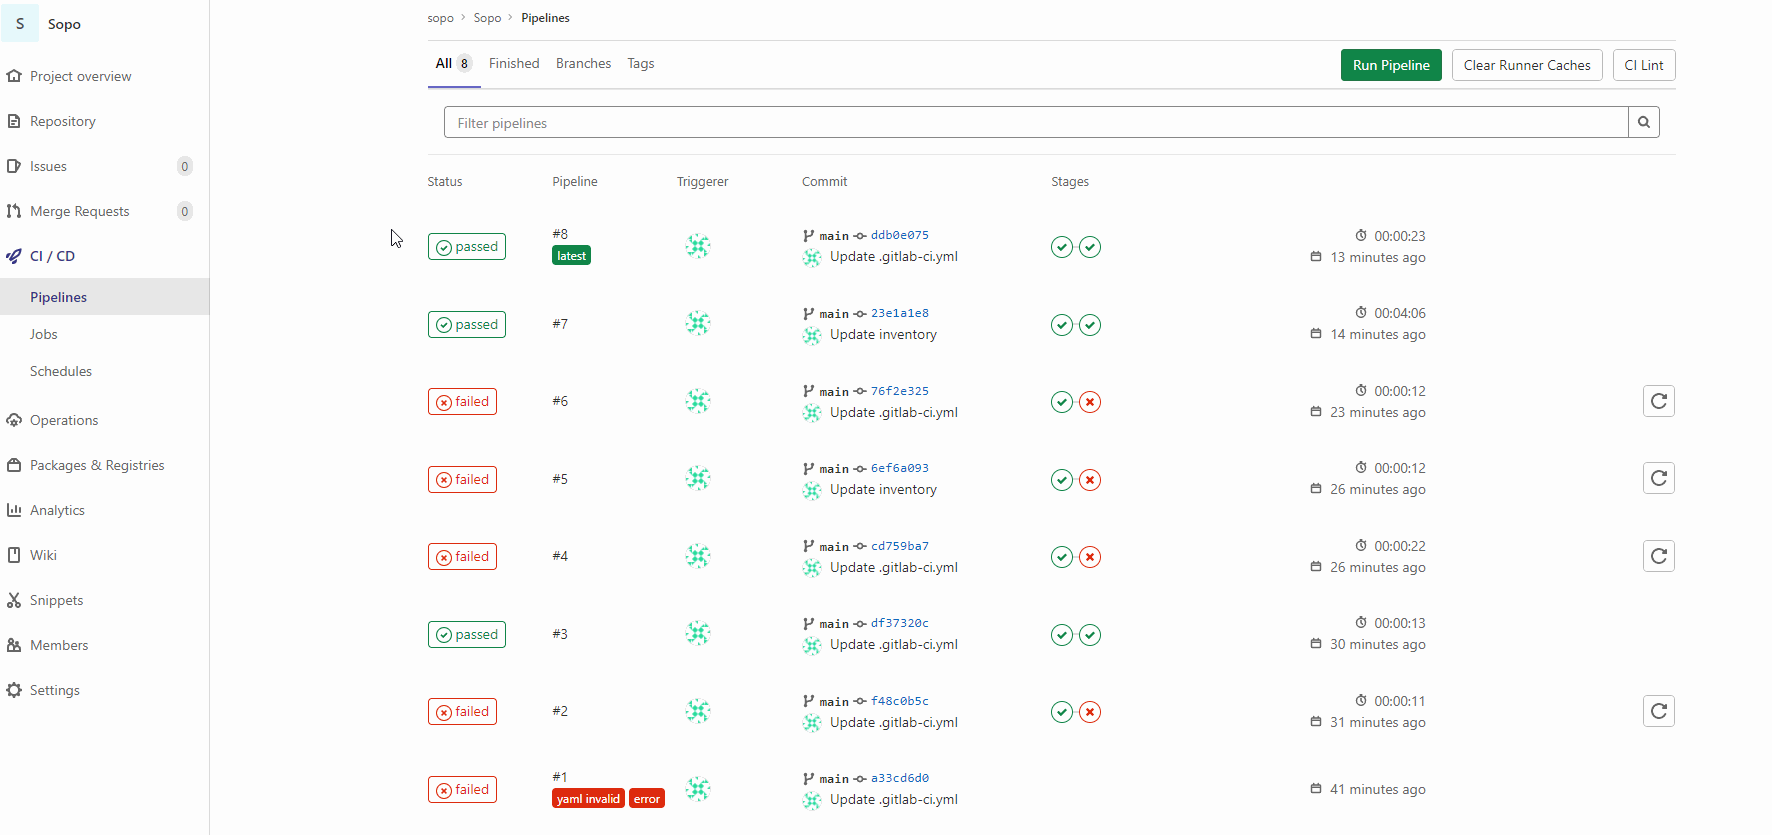 S Sopo
Project overview
Repository
Issues 0
Merge Requests 0
CI / CD
Pipelines
Jobs
Schedules
Operations
Packages & Registries
Analytics
Wiki
Snippets
Members
Settings
sopo > Sopo > Pipelines
All 8 Finished Branches Tags
Run Pipeline Clear Runner Caches CI Lint
Filter pipelines
Status Pipeline Triggerer Commit Stages
passed #8 latest main ddb0e075 00:00:23
Update .gitlab-ci.yml 13 minutes ago
passed #7 main 23e1a1e8 00:04:06
Update inventory 14 minutes ago
failed #6 main 76f2e325 00:00:12
Update .gitlab-ci.yml 23 minutes ago
failed #5 main 6ef6a093 00:00:12
Update inventory 26 minutes ago
failed #4 main cd759ba7 00:00:22
Update .gitlab-ci.yml 26 minutes ago
passed #3 main df37320c 00:00:13
Update .gitlab-ci.yml 30 minutes ago
failed #2 main f48c0b5c 00:00:11
Update .gitlab-ci.yml 31 minutes ago
failed #1 yaml invalid error main a33cd6d0
Update .gitlab-ci.yml 41 minutes ago